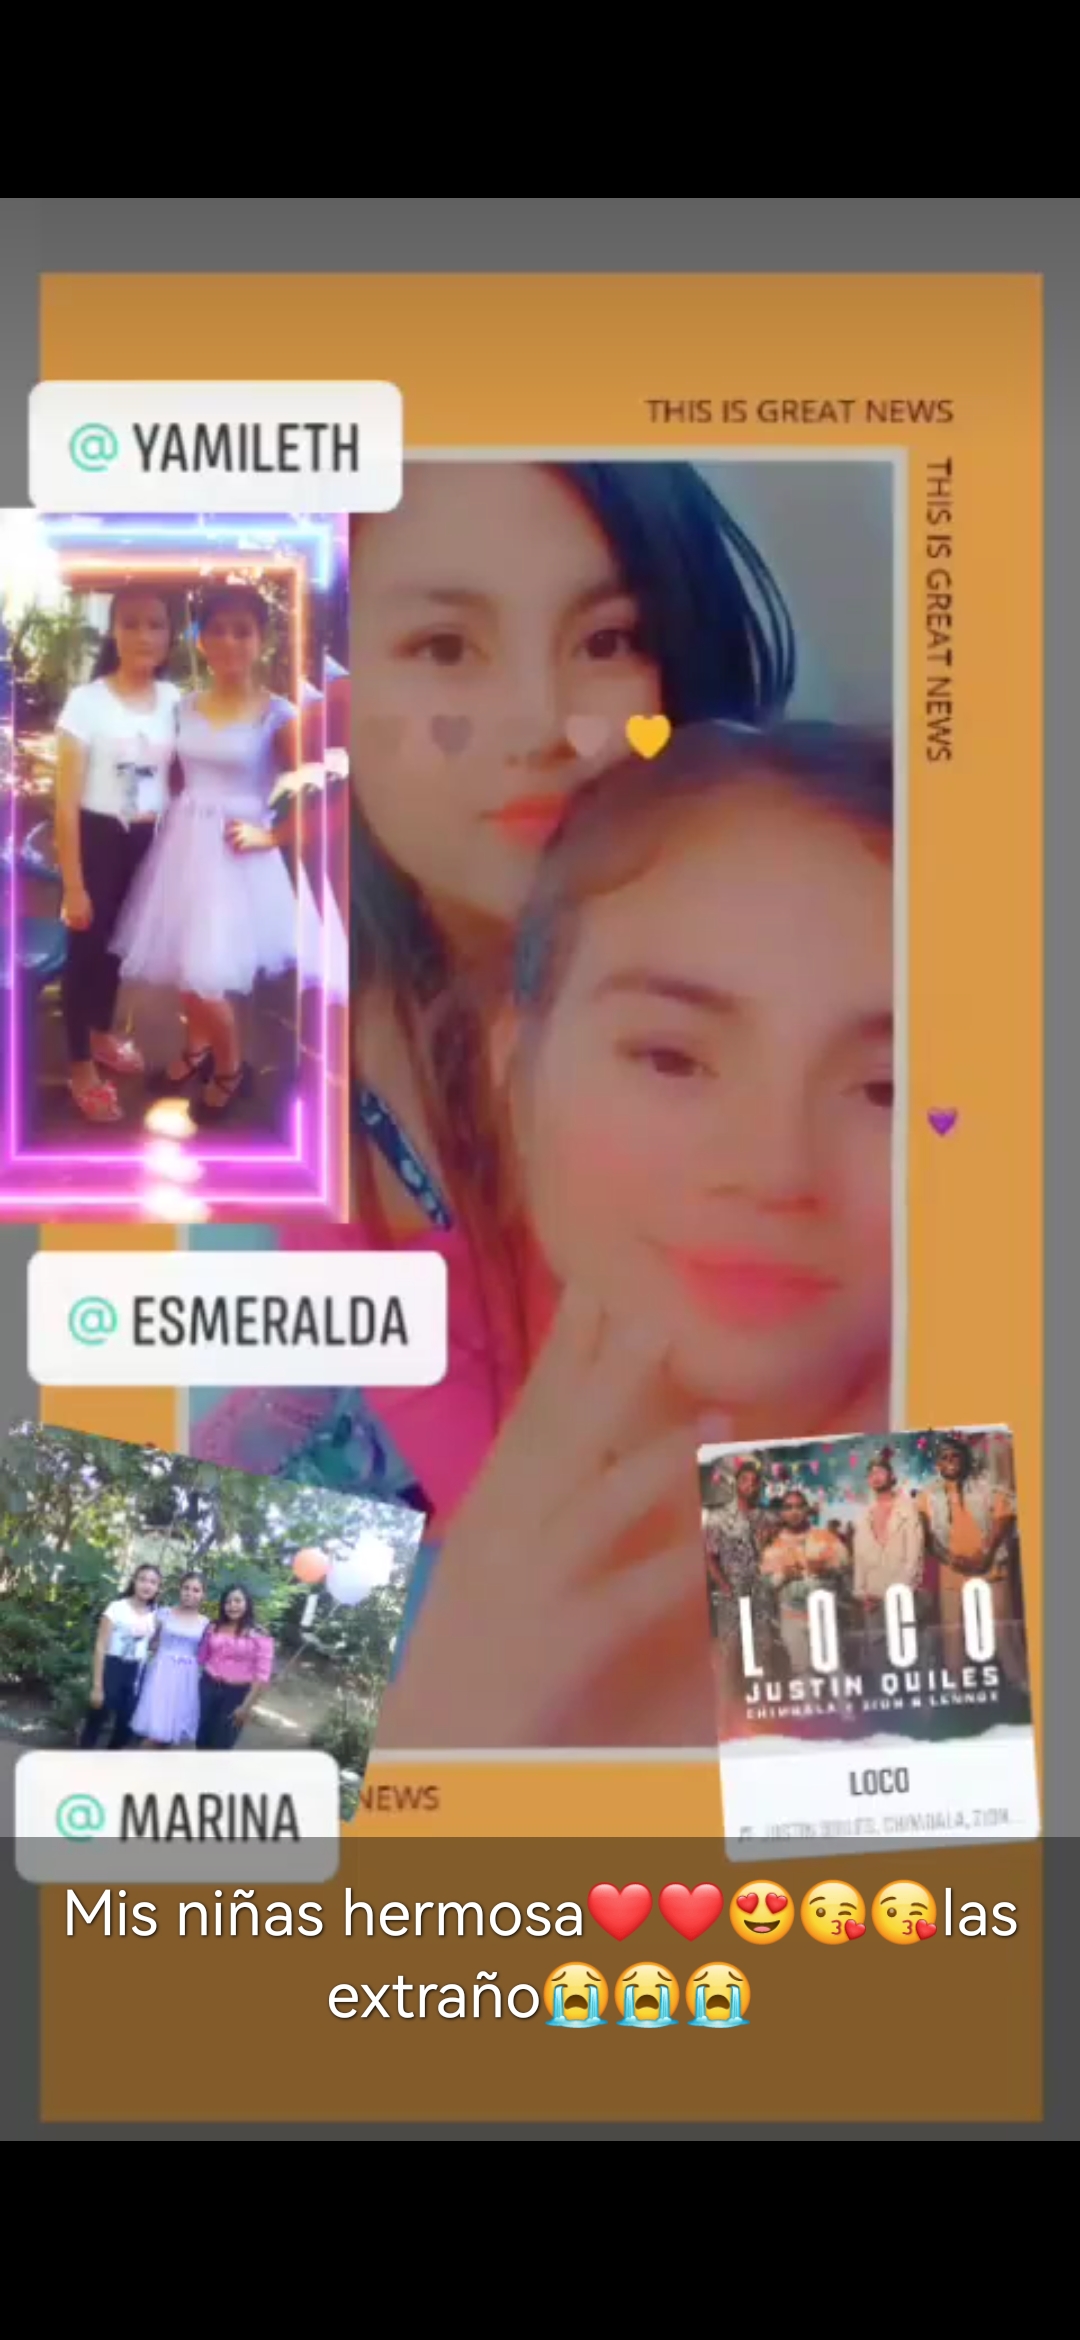 @YAMILETH
THIS IS GREAT NEWS
THIS IS GREAT NEWS
@ESMERALDA
LOCO
JUSTIN QUILES
CHIMBALA Y ZION & LENNOX
LOCO
FT. JUSTIN QUILES, CHIMBALA, ZION...
@MARINA
NEWS
Mis niñas hermosa❤️❤️😍😘😘las
extraño😭😭😭